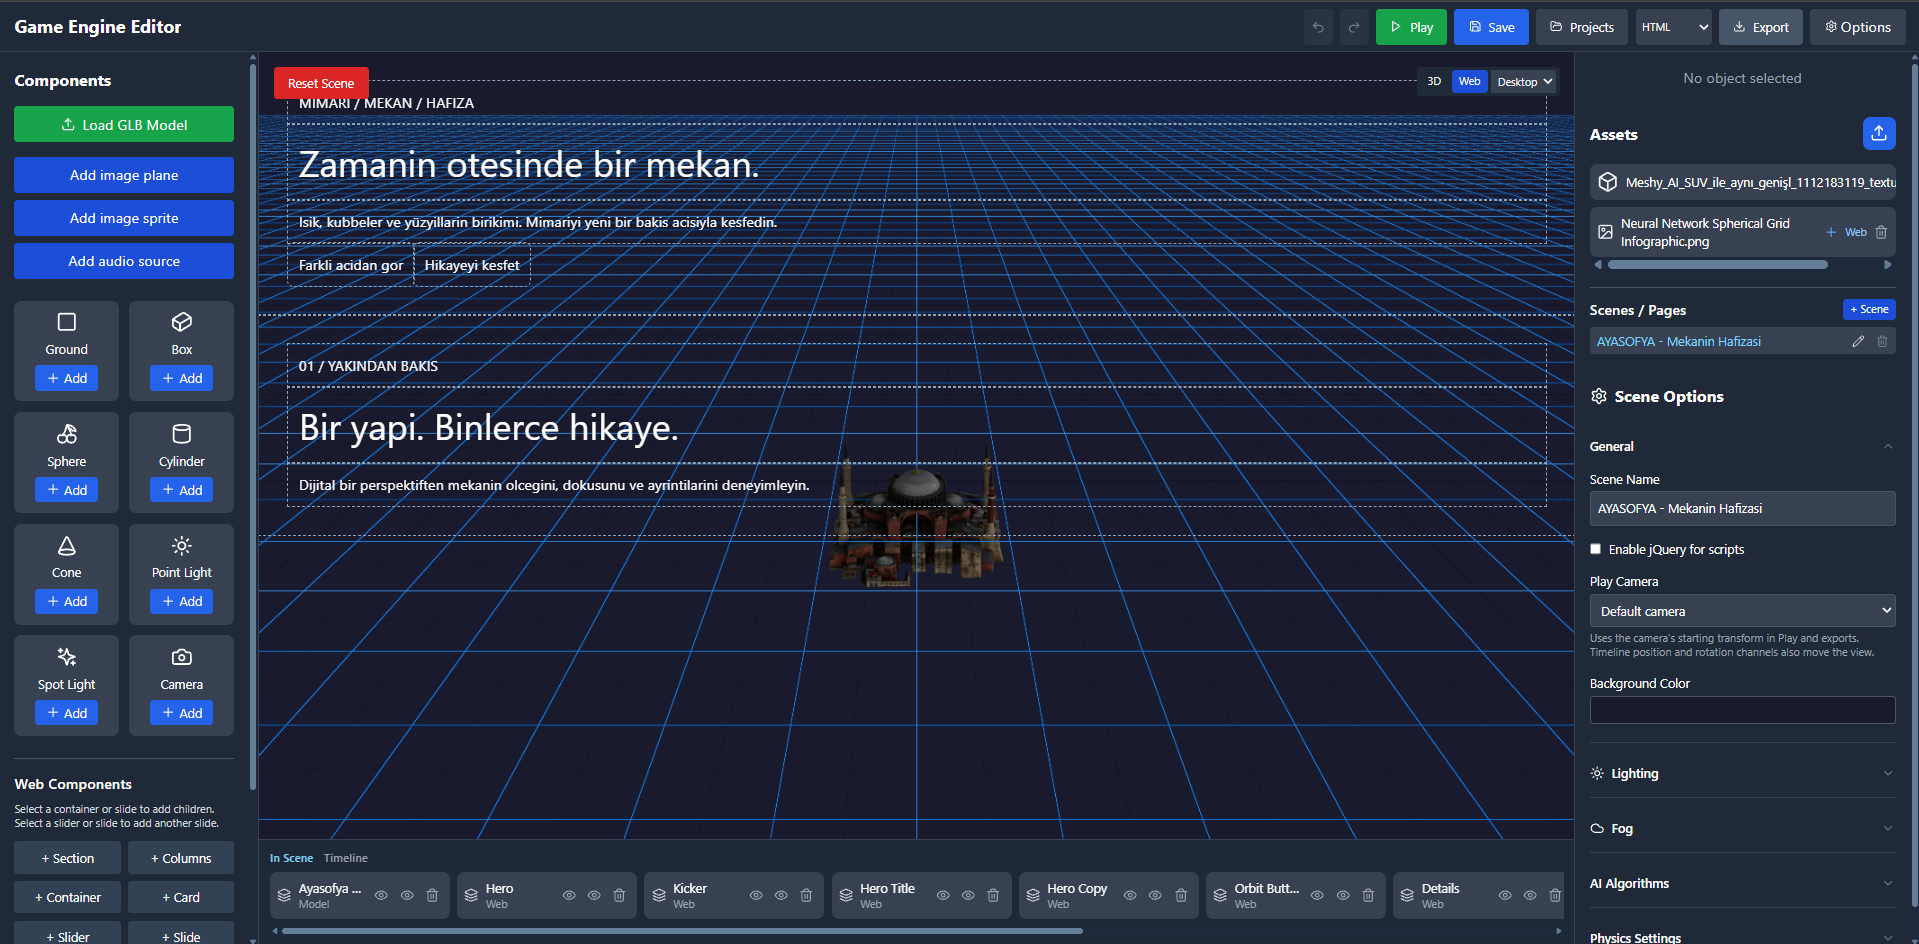 Game Engine Editor
Play
Save
Projects
HTML
Export
Options
Components
Load GLB Model
Add image plane
Add image sprite
Add audio source
Ground
+ Add
Box
+ Add
Sphere
+ Add
Cylinder
+ Add
Cone
+ Add
Point Light
+ Add
Spot Light
+ Add
Camera
+ Add
Web Components
Select a container or slide to add children.
Select a slider or slide to add another slide.
+ Section
+ Columns
+ Container
+ Card
+ Slider
+ Slide
Reset Scene
3D
Web
Desktop
MIMARI / MEKAN / HAFIZA
Zamanin otesinde bir mekan.
Isik, kubbeler ve yüzyillarin birikimi. Mimariyi yeni bir bakis acisiyla kesfedin.
Farkli acidan gor
Hikayeyi kesfet
01 / YAKINDAN BAKIS
Bir yapi. Binlerce hikaye.
Dijital bir perspektiften mekanin olcegini, dokusunu ve ayrintilarini deneyimleyin.
In Scene
Timeline
Ayasofya ...
Model
Hero
Web
Kicker
Web
Hero Title
Web
Hero Copy
Web
Orbit Butt...
Web
Details
Web
No object selected
Assets
Meshy_AI_SUV_ile_aynı_genişl_1112183119_textu
Neural Network Spherical Grid
Infographic.png
+ Web
Scenes / Pages
+ Scene
AYASOFYA - Mekanin Hafizasi
Scene Options
General
Scene Name
AYASOFYA - Mekanin Hafizasi
Enable jQuery for scripts
Play Camera
Default camera
Uses the camera's starting transform in Play and exports.
Timeline position and rotation channels also move the view.
Background Color
Lighting
Fog
AI Algorithms
Physics Settings